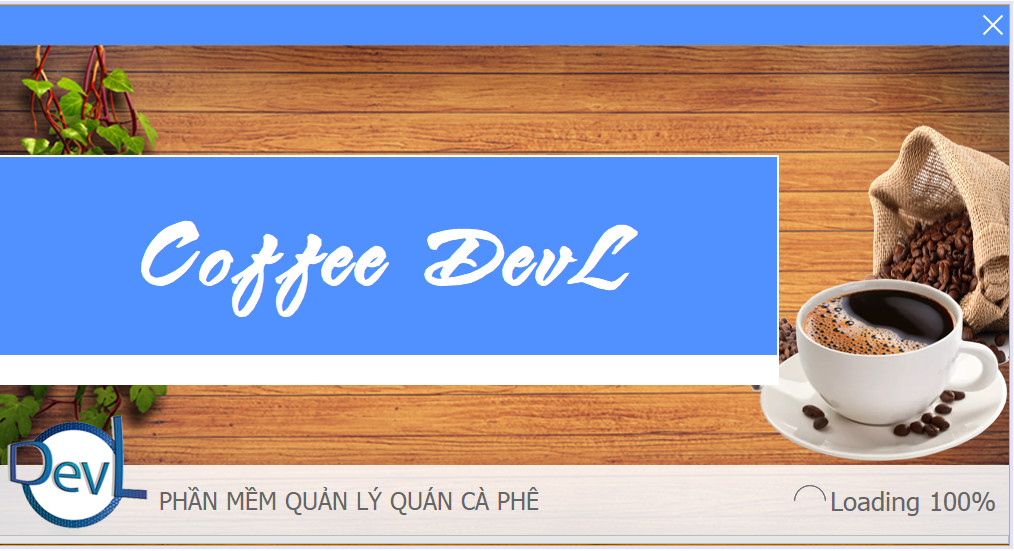 Coffee DevL
DevL
PHẦN MỀM QUẢN LÝ QUÁN CÀ PHÊ
Loading 100%